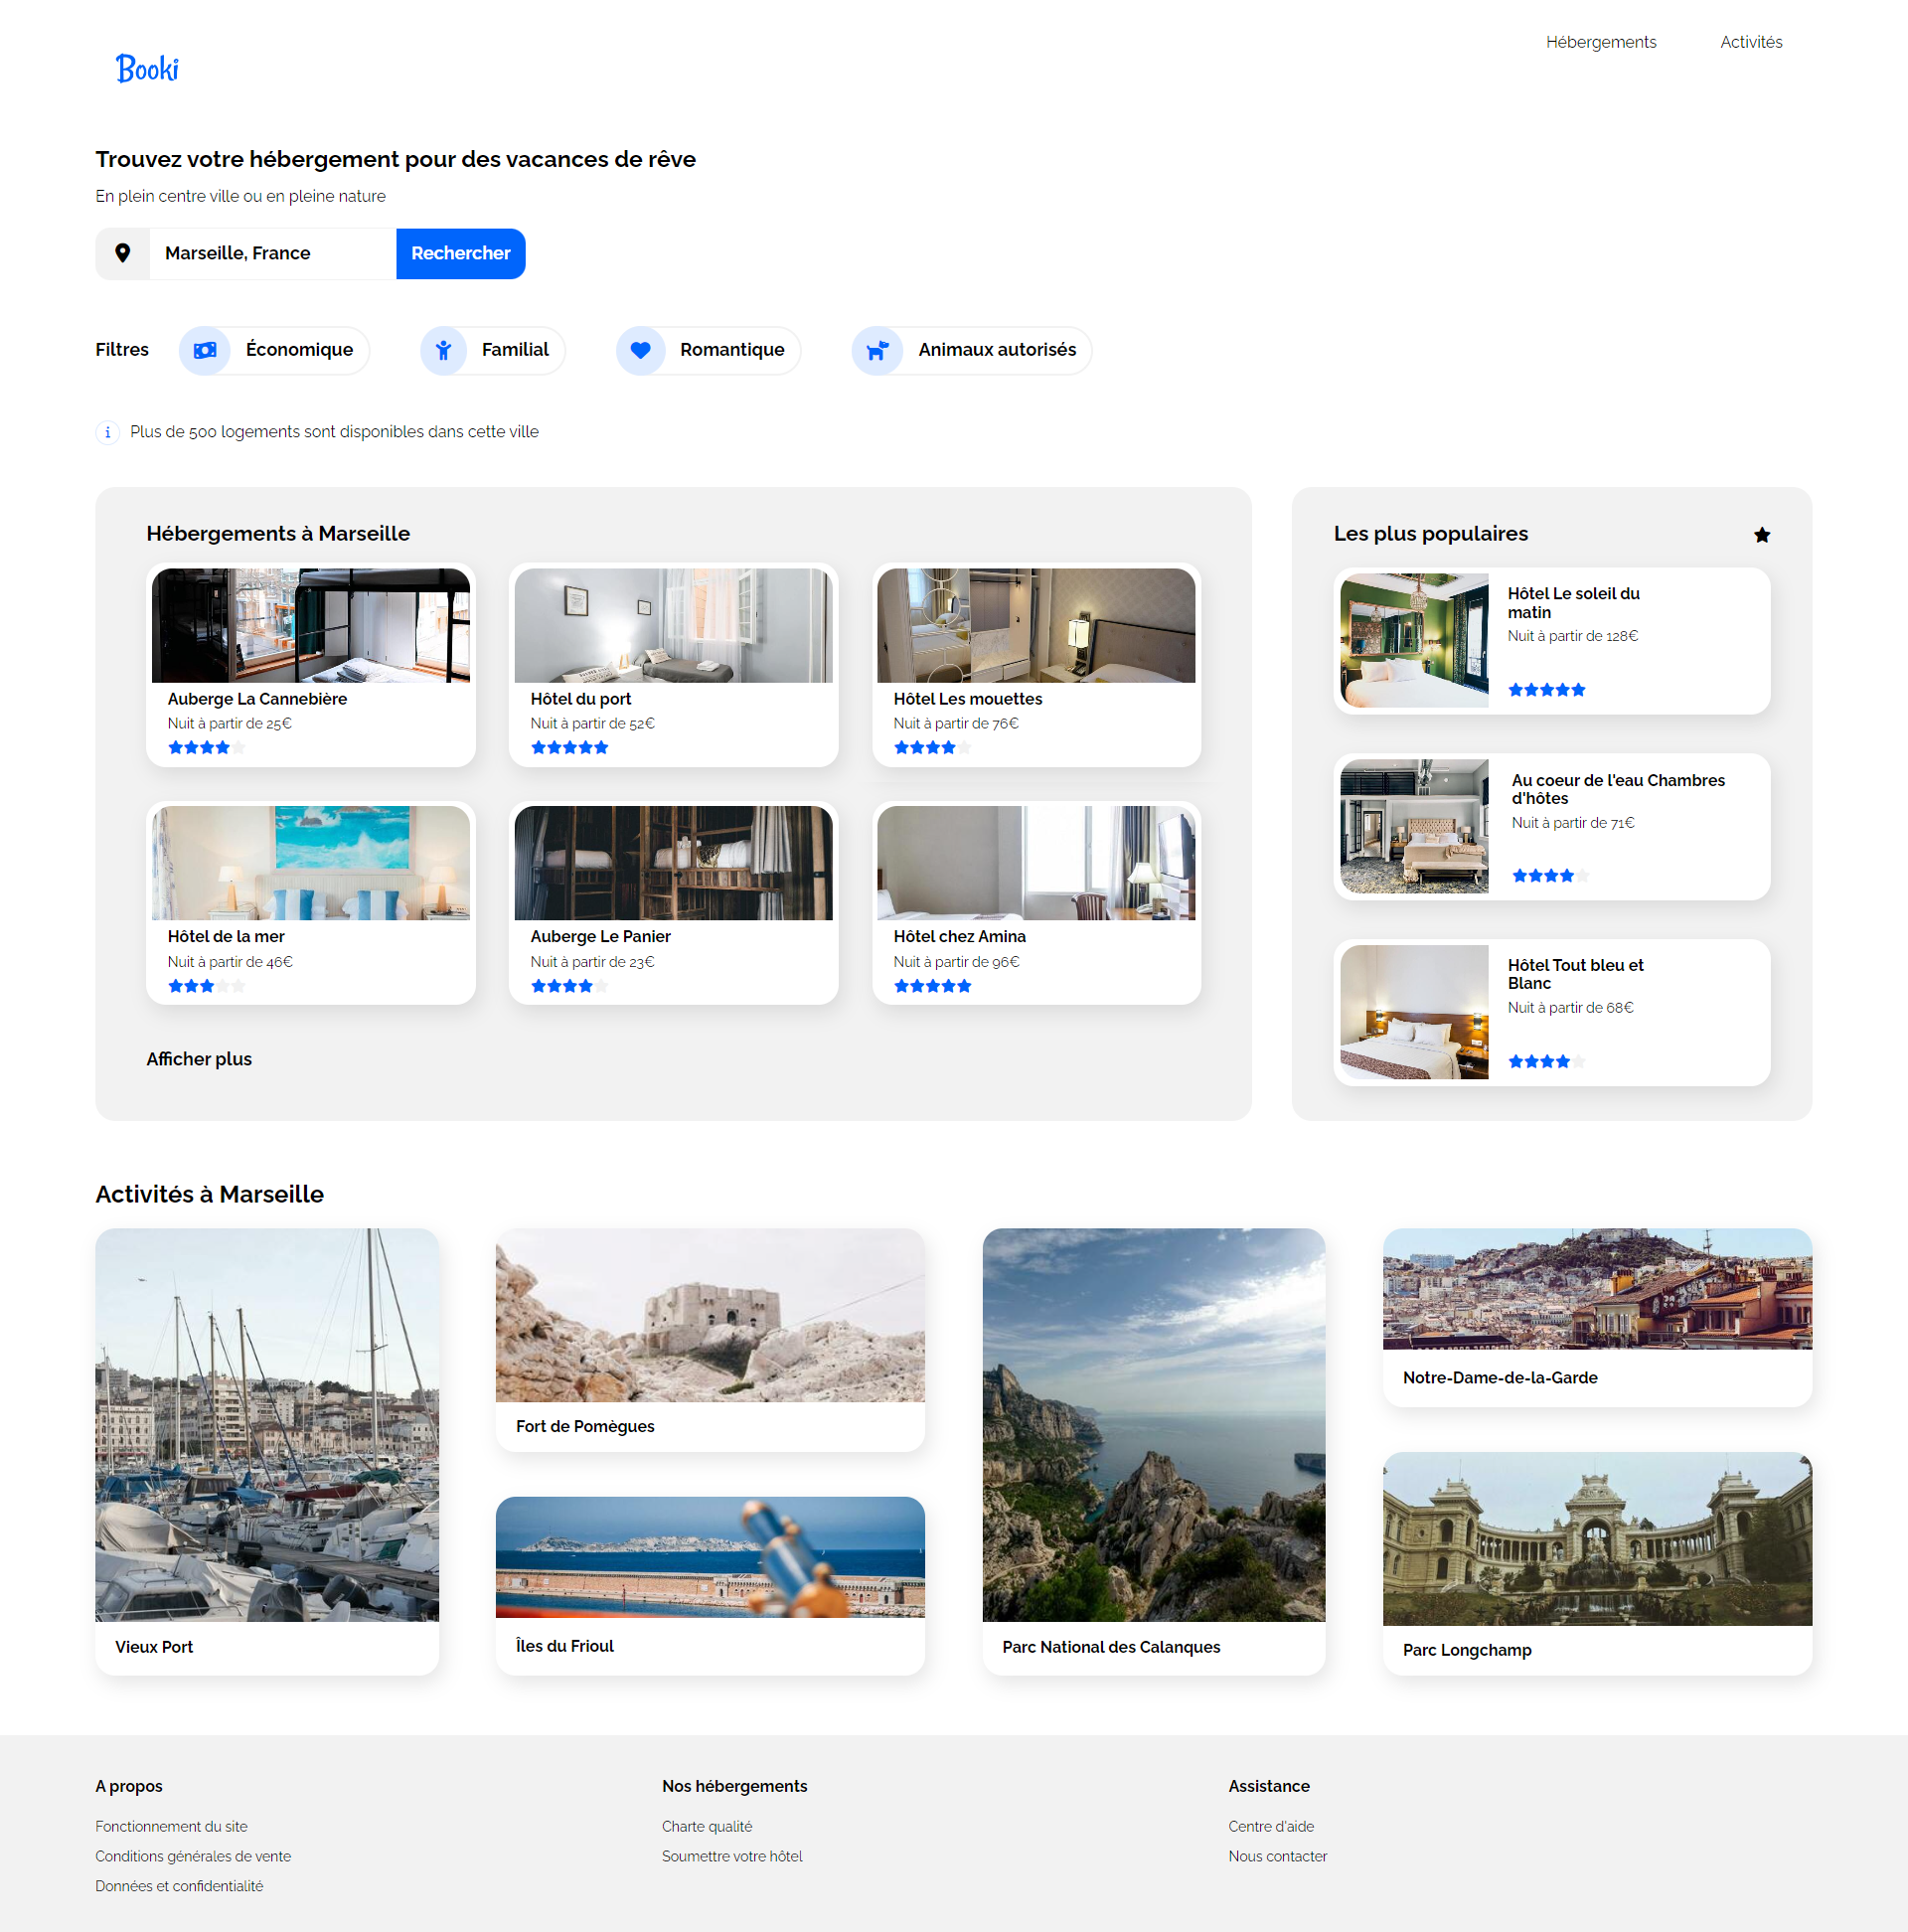 Booki
Hébergements
Activités
Trouvez votre hébergement pour des vacances de rêve
En plein centre ville ou en pleine nature
Marseille, France
Rechercher
Filtres
Économique
Familial
Romantique
Animaux autorisés
Plus de 500 logements sont disponibles dans cette ville
Hébergements à Marseille
Auberge La Cannebière
Nuit à partir de 25€
Hôtel du port
Nuit à partir de 52€
Hôtel Les mouettes
Nuit à partir de 76€
Hôtel de la mer
Nuit à partir de 46€
Auberge Le Panier
Nuit à partir de 23€
Hôtel chez Amina
Nuit à partir de 96€
Afficher plus
Les plus populaires
Hôtel Le soleil du
matin
Nuit à partir de 128€
Au coeur de l'eau Chambres
d'hôtes
Nuit à partir de 71€
Hôtel Tout bleu et
Blanc
Nuit à partir de 68€
Activités à Marseille
Vieux Port
Fort de Pomègues
Îles du Frioul
Parc National des Calanques
Notre-Dame-de-la-Garde
Parc Longchamp
A propos
Fonctionnement du site
Conditions générales de vente
Données et confidentialité
Nos hébergements
Charte qualité
Soumettre votre hôtel
Assistance
Centre d'aide
Nous contacter